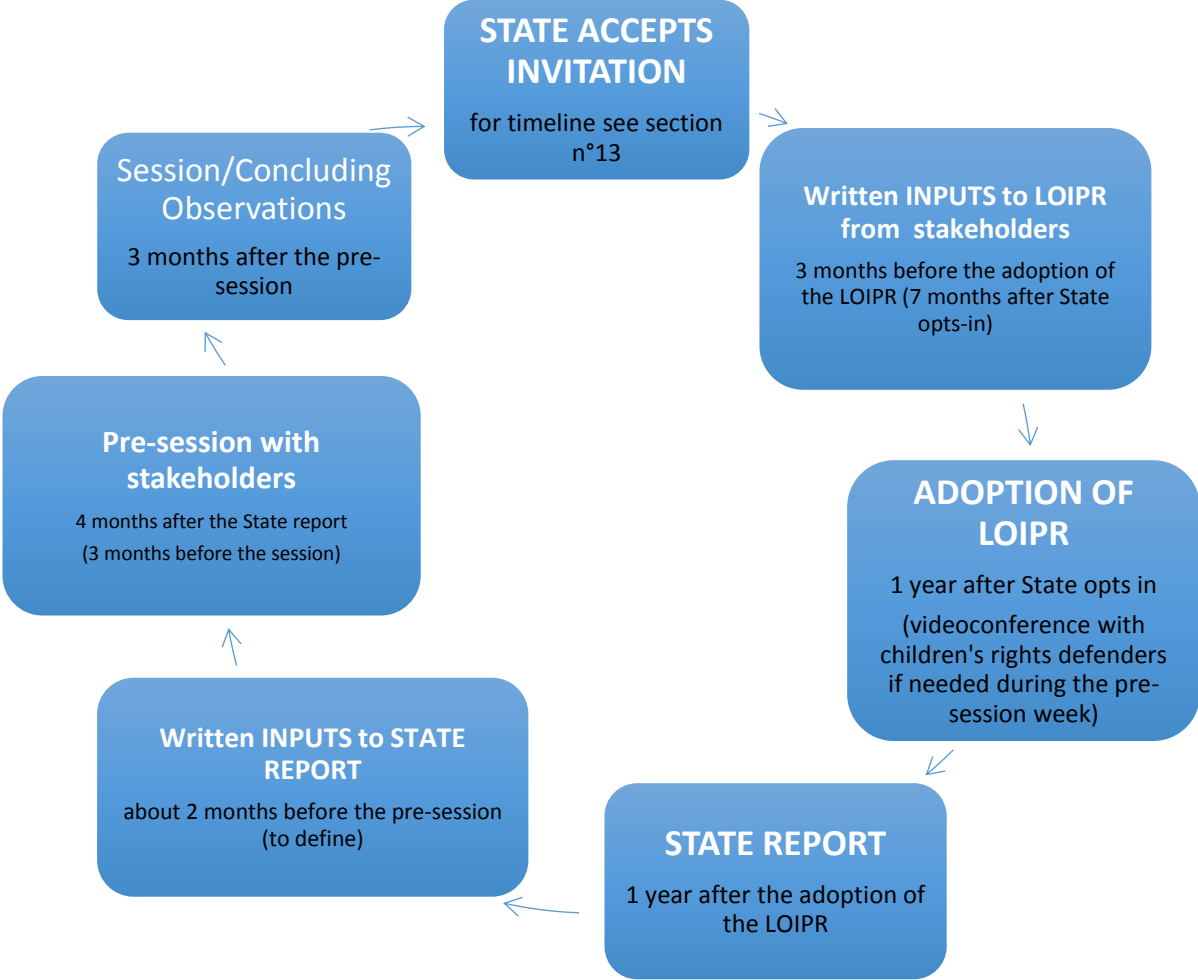 STATE ACCEPTS
INVITATION
for timeline see section
n°13
Written INPUTS to LOIPR
from stakeholders
3 months before the adoption of
the LOIPR (7 months after State
opts-in)
ADOPTION OF
LOIPR
1 year after State opts in
(videoconference with
children's rights defenders
if needed during the pre-
session week)
STATE REPORT
1 year after the adoption of
the LOIPR
Written INPUTS to STATE
REPORT
about 2 months before the pre-session
(to define)
Pre-session with
stakeholders
4 months after the State report
(3 months before the session)
Session/Concluding
Observations
3 months after the pre-
session